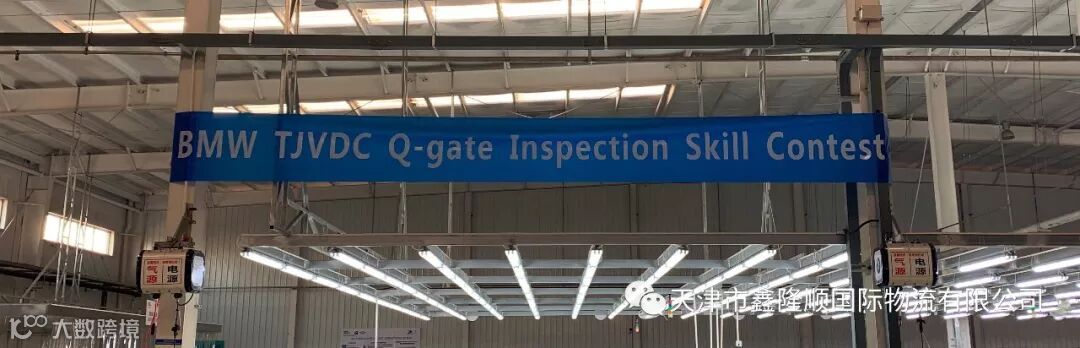 BMW TJVDC Q-gate Inspection Skill Contest
气源 电源
气源 电源
天津市鑫隆顺国际物流有限公司
大数跨境